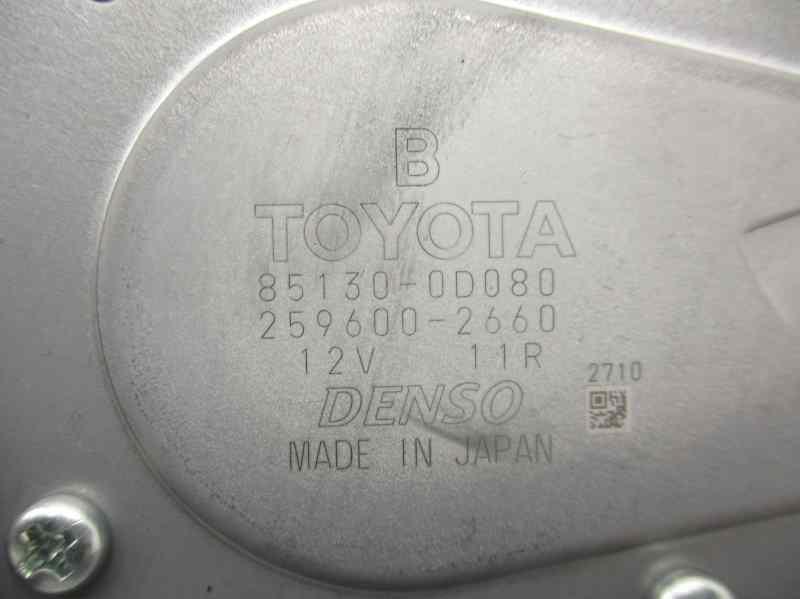 B
TOYOTA
85130-0D080
259600-2660
12V 11R
2710
DENSO
MADE IN JAPAN